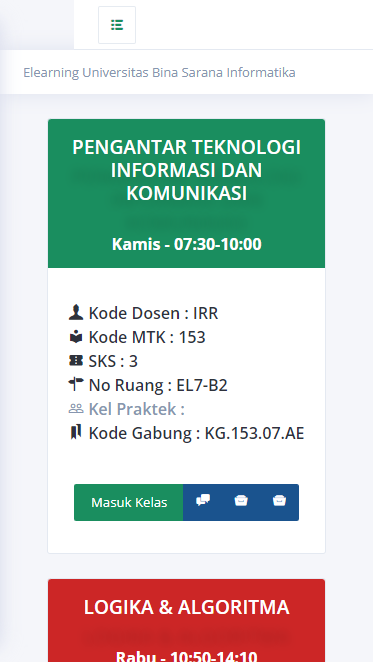 Elearning Universitas Bina Sarana Informatika
PENGANTAR TEKNOLOGI
INFORMASI DAN
KOMUNIKASI
Kamis - 07:30-10:00
Kode Dosen : IRR
Kode MTK : 153
SKS : 3
No Ruang : EL7-B2
Kel Praktek :
Kode Gabung : KG.153.07.AE
Masuk Kelas
LOGIKA & ALGORITMA
Rabu - 10:50-14:10